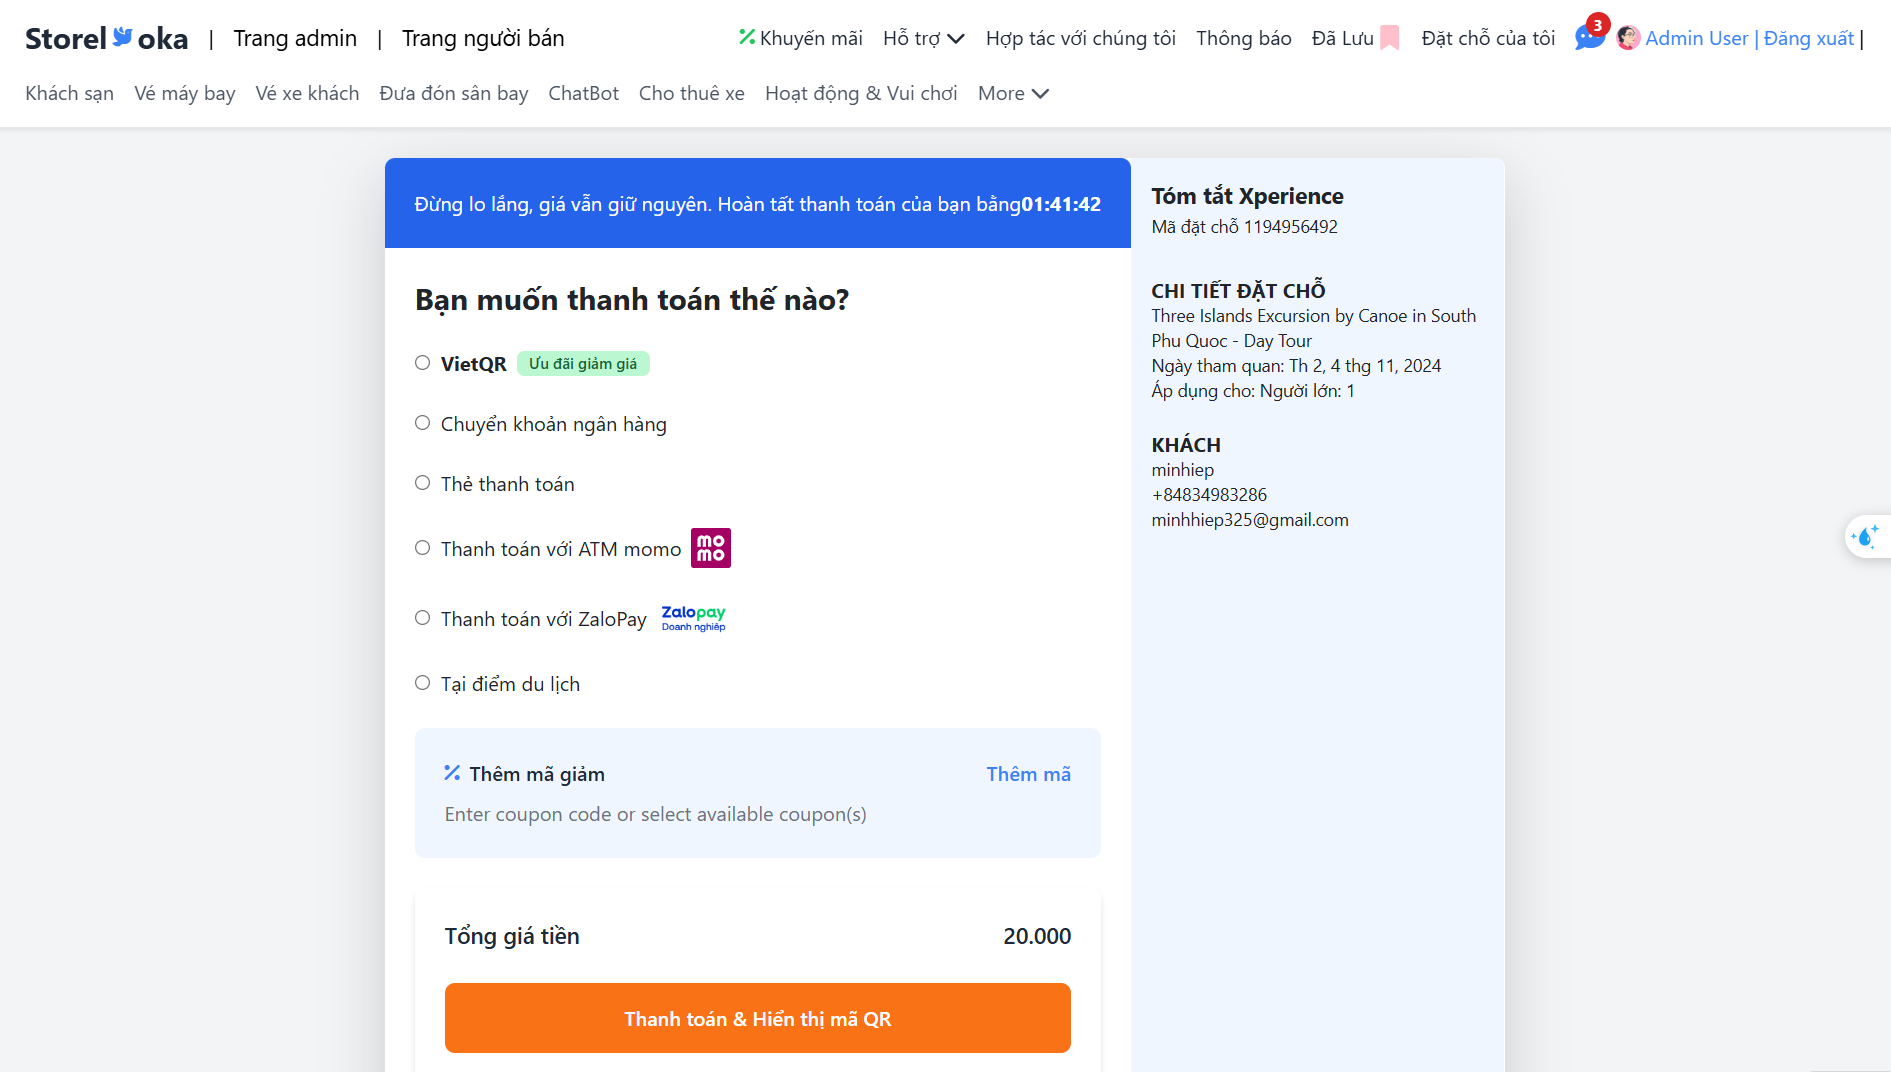 Storel oka | Trang admin | Trang người bán
Khuyến mãi Hỗ trợ Hợp tác với chúng tôi Thông báo Đã Lưu Đặt chỗ của tôi 3 Admin User | Đăng xuất |
Khách sạn Vé máy bay Vé xe khách Đưa đón sân bay ChatBot Cho thuê xe Hoạt động & Vui chơi More
Đừng lo lắng, giá vẫn giữ nguyên. Hoàn tất thanh toán của bạn bằng01:41:42
Bạn muốn thanh toán thế nào?
VietQR Ưu đãi giảm giá
Chuyển khoản ngân hàng
Thẻ thanh toán
Thanh toán với ATM momo
mo
mo
Thanh toán với ZaloPay
Zalopay
Doanh nghiệp
Tại điểm du lịch
Thêm mã giảm Thêm mã
Enter coupon code or select available coupon(s)
Tổng giá tiền 20.000
Thanh toán & Hiển thị mã QR
Tóm tắt Xperience
Mã đặt chỗ 1194956492
CHI TIẾT ĐẶT CHỖ
Three Islands Excursion by Canoe in South
Phu Quoc - Day Tour
Ngày tham quan: Th 2, 4 thg 11, 2024
Áp dụng cho: Người lớn: 1
KHÁCH
minhiep
+84834983286
minhhiep325@gmail.com